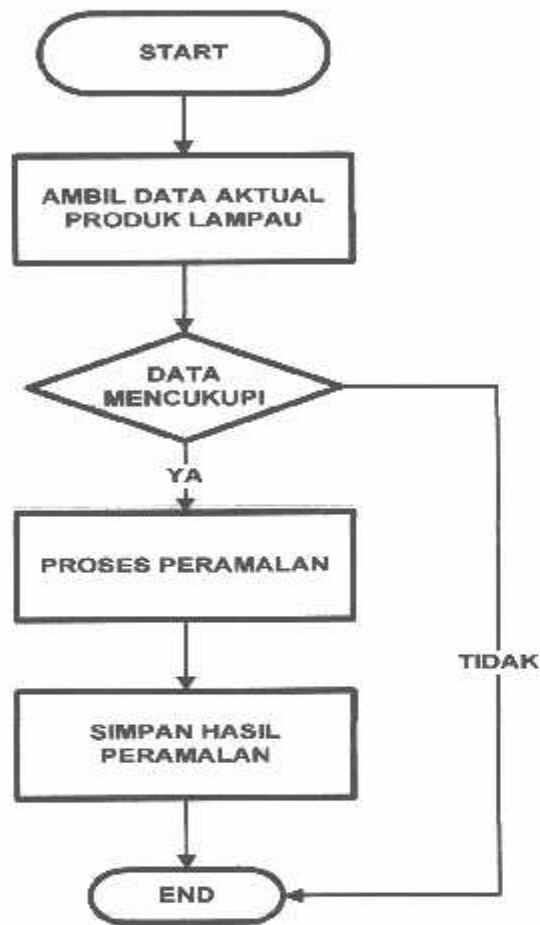 START
AMBIL DATA AKTUAL
PRODUK LAMPAU
DATA
MENCUKUPI
YA
PROSES PERAMALAN
TIDAK
SIMPAN HASIL
PERAMALAN
END